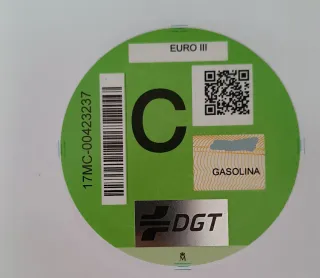 EURO III
17MC-00423237
C
GASOLINA
DGT